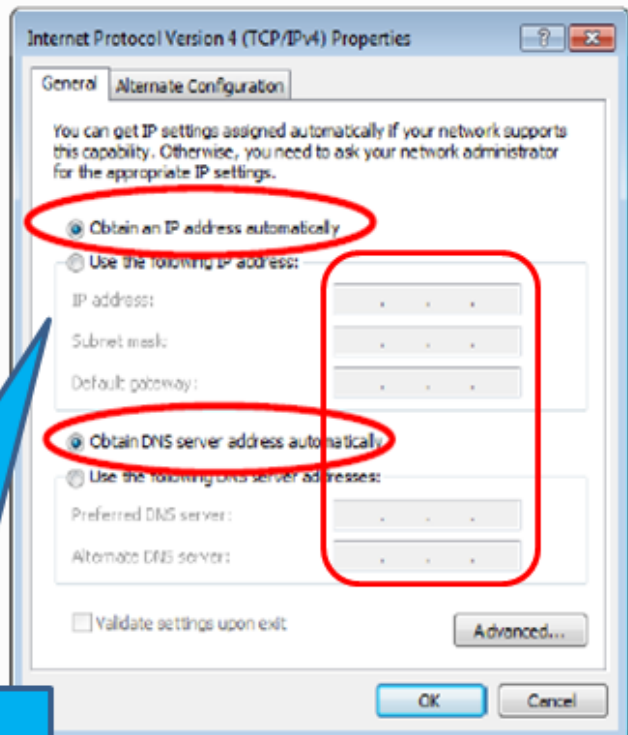 Internet Protocol Version 4 (TCP/IPv4) Properties
General
Alternate Configuration
You can get IP settings assigned automatically if your network supports
this capability. Otherwise, you need to ask your network administrator
for the appropriate IP settings.
Obtain an IP address automatically
Use the following IP address:
IP address:
Subnet mask:
Default gateway:
Obtain DNS server address automatically
Use the following DNS server addresses:
Preferred DNS server:
Alternate DNS server:
Validate settings upon exit
Advanced...
OK
Cancel